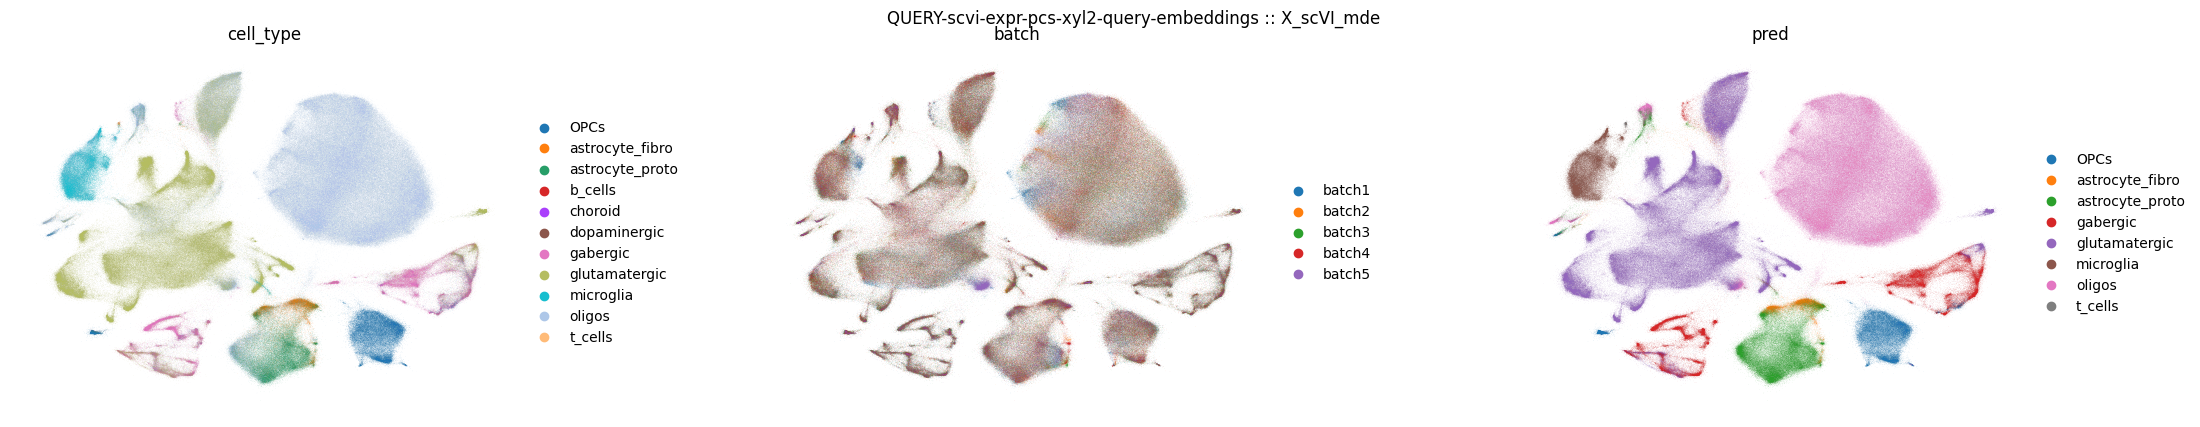 QUERY-scvi-expr-pcs-xyl2-query-embeddings :: X_scVI_mde
cell_type
OPCs
astrocyte_fibro
astrocyte_proto
b_cells
choroid
dopaminergic
gabergic
glutamatergic
microglia
oligos
t_cells
batch
batch1
batch2
batch3
batch4
batch5
pred
OPCs
astrocyte_fibro
astrocyte_proto
gabergic
glutamatergic
microglia
oligos
t_cells